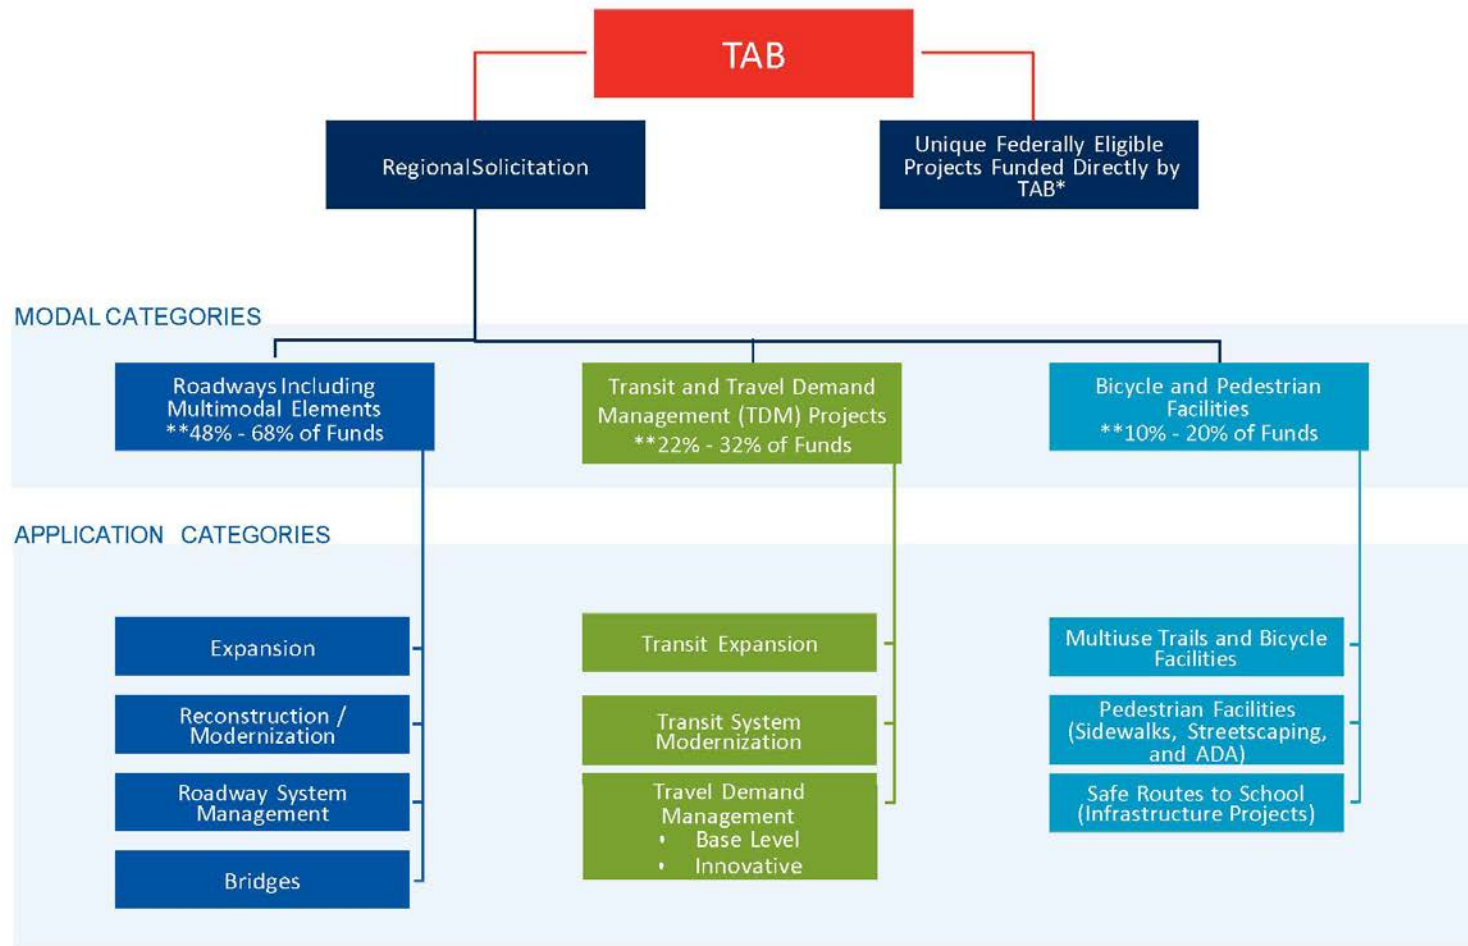 TAB
Regional Solicitation
Unique Federally Eligible
Projects Funded Directly by
TAB*
MODAL CATEGORIES
Roadways Including
Multimodal Elements
**48% - 68% of Funds
Transit and Travel Demand
Management (TDM) Projects
**22% - 32% of Funds
Bicycle and Pedestrian
Facilities
**10% - 20% of Funds
APPLICATION CATEGORIES
Expansion
Reconstruction /
Modernization
Roadway System
Management
Bridges
Transit Expansion
Transit System
Modernization
Travel Demand
Management
• Base Level
• Innovative
Multiuse Trails and Bicycle
Facilities
Pedestrian Facilities
(Sidewalks, Streetscaping,
and ADA)
Safe Routes to School
(Infrastructure Projects)